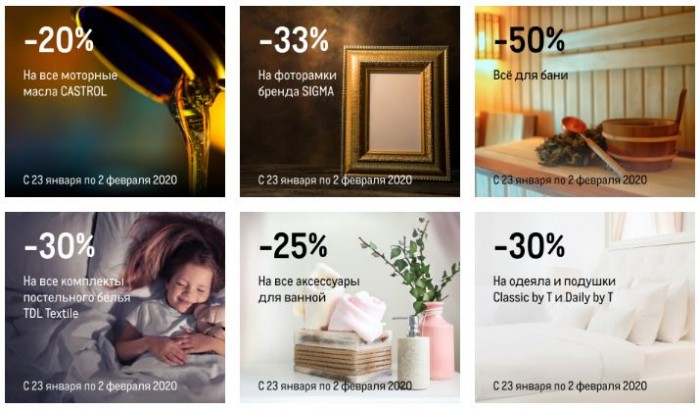 -20%
На все моторные
масла CASTROL
С 23 января по 2 февраля 2020
-33%
На фоторамки
бренда SIGMA
С 23 января по 2 февраля 2020
-50%
Всё для бани
С 23 января по 2 февраля 2020
-30%
На все комплекты
постельного белья
TDL Textile
С 23 января по 2 февраля 2020
-25%
На все аксессуары
для ванной
С 23 января по 2 февраля 2020
-30%
На одеяла и подушки
Classic by T и Daily by T
С 23 января по 2 февраля 2020